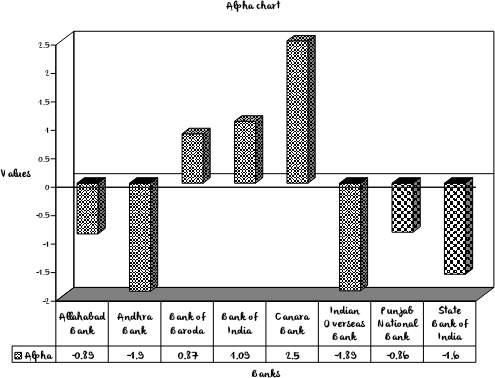 Alpha chart
2.5
2
1.5
1
0.5
0
-0.5
-1
-1.5
-2
Values
Allahabad Bank
Andhra Bank
Bank of Baroda
Bank of India
Canara Bank
Indian Overseas Bank
Punjab National Bank
State Bank of India
Alpha -0.89 -1.9 0.87 1.09 2.5 -1.89 -0.86 -1.6
Banks